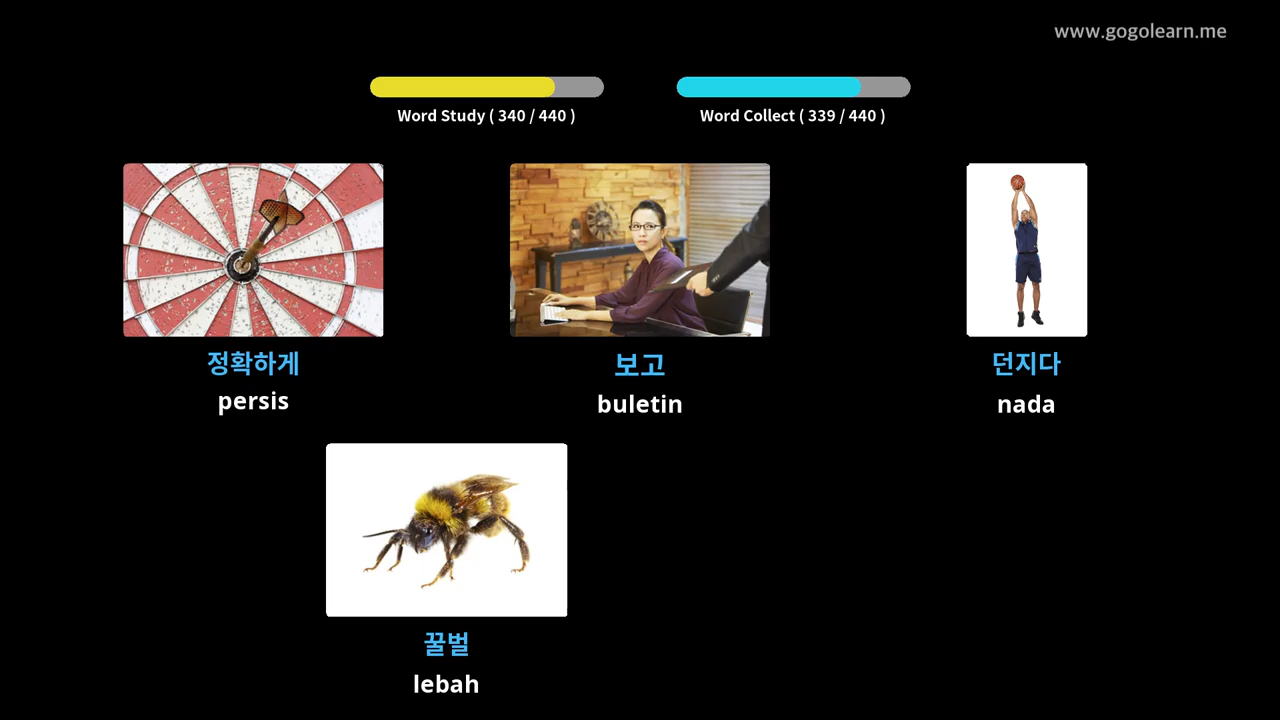 www.gogolearn.me
Word Study ( 340 / 440 )
Word Collect ( 339 / 440 )
정확하게
persis
보고
buletin
던지다
nada
꿀벌
lebah